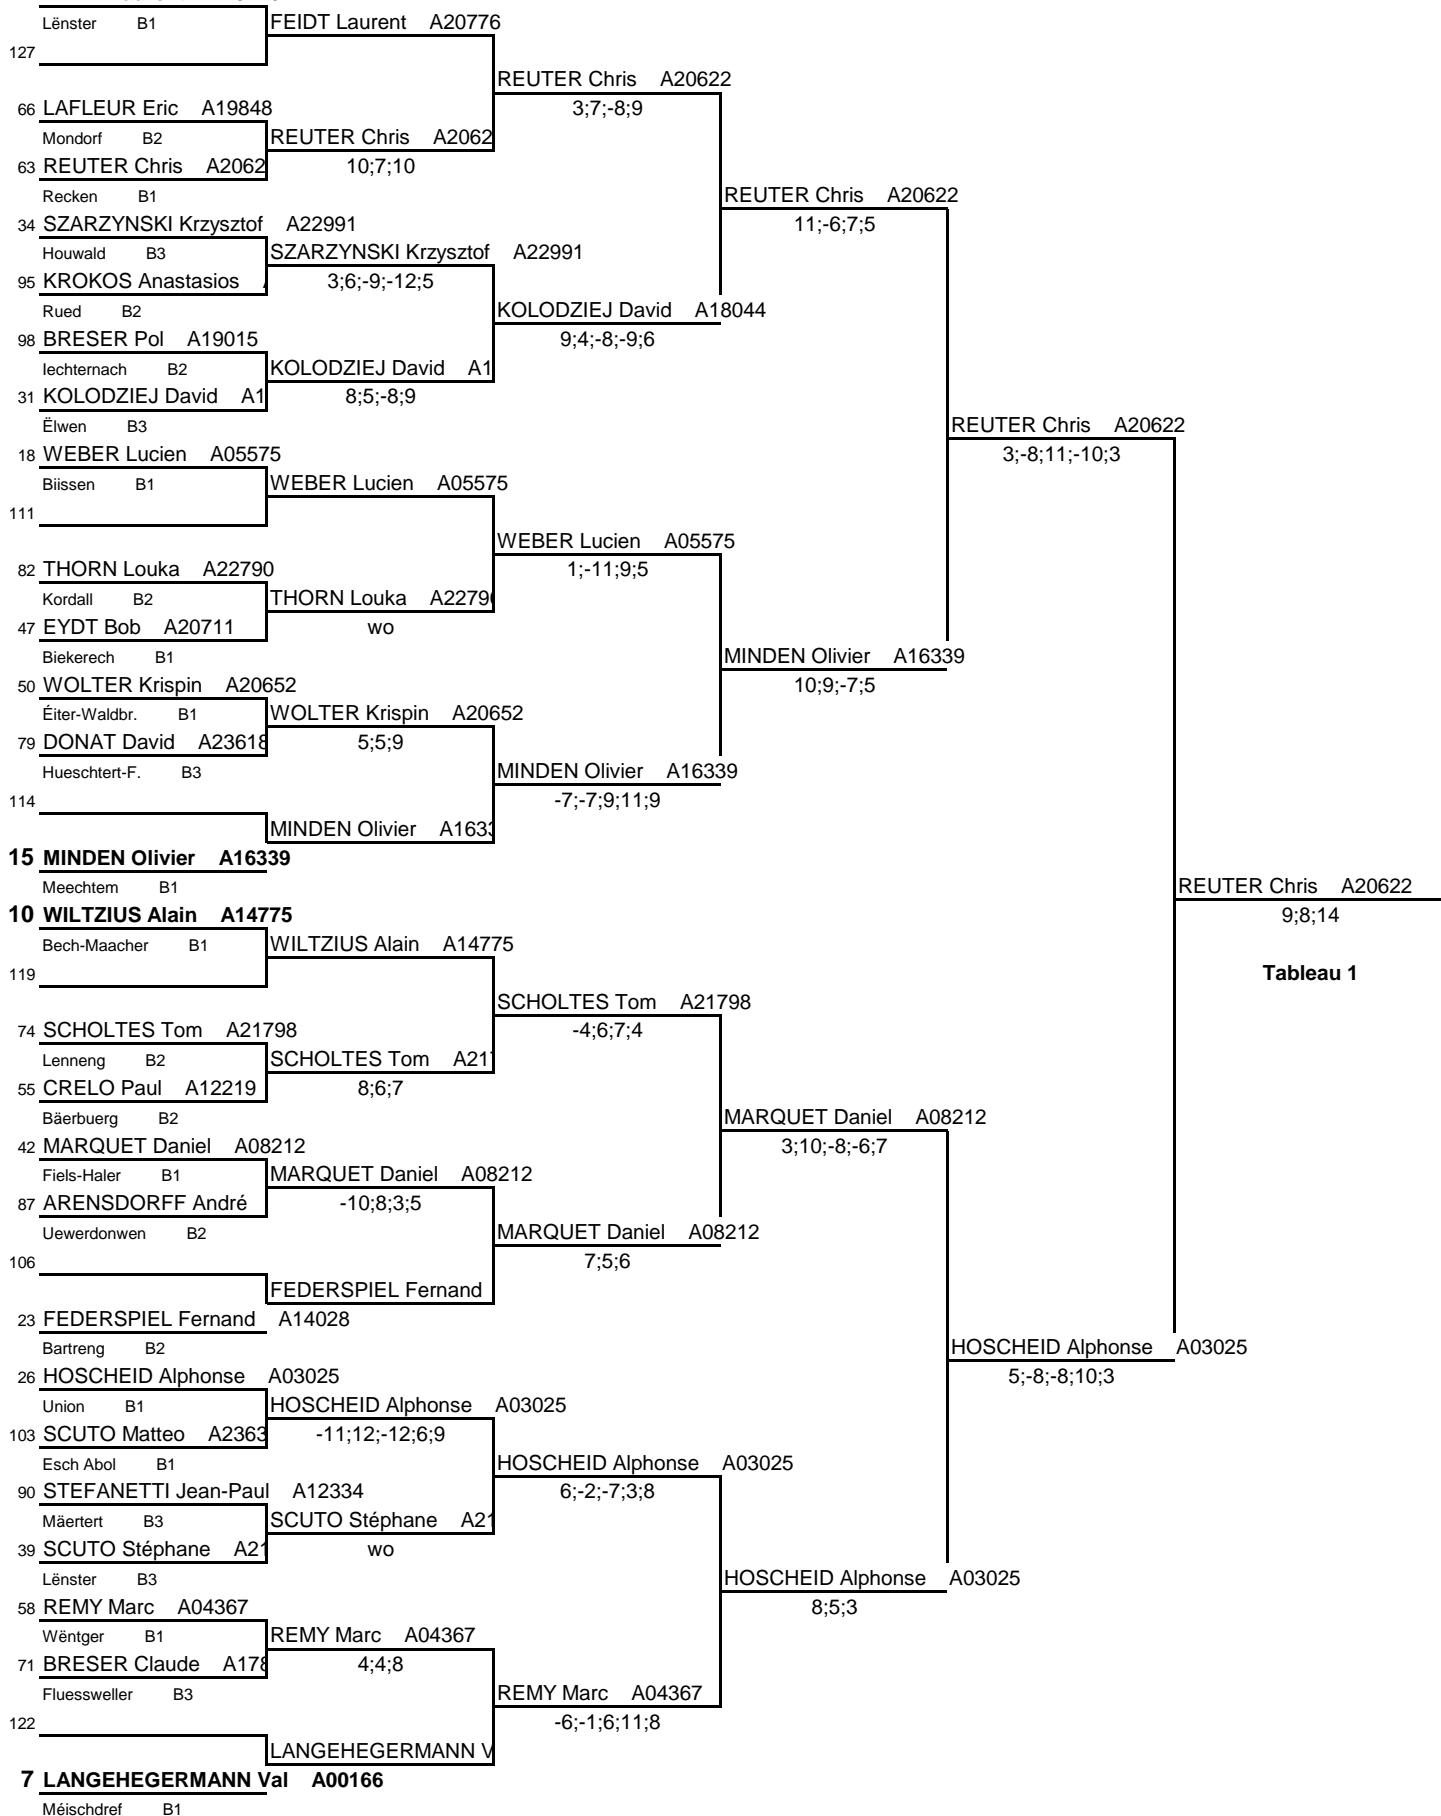 Lënster B1
FEIDT Laurent A20776
127
REUTER Chris A20622
66 LAFLEUR Eric A19848
3;7;-8;9
Mondorf B2
REUTER Chris A2062
63 REUTER Chris A2062
10;7;10
Recken B1
REUTER Chris A20622
34 SZARZYNSKI Krzysztof A22991
11;-6;7;5
Houwald B3
SZARZYNSKI Krzysztof A22991
95 KROKOS Anastasios
3;6;-9;-12;5
Rued B2
KOLODZIEJ David A18044
98 BRESER Pol A19015
9;4;-8;-9;6
Iechternach B2
KOLODZIEJ David A1
31 KOLODZIEJ David A1
8;5;-8;9
Ëlwen B3
REUTER Chris A20622
18 WEBER Lucien A05575
3;-8;11;-10;3
Biissen B1
WEBER Lucien A05575
111
WEBER Lucien A05575
82 THORN Louka A22790
1;-11;9;5
Kordall B2
THORN Louka A2279
47 EYDT Bob A20711
wo
Biekerech B1
MINDEN Olivier A16339
50 WOLTER Krispin A20652
10;9;-7;5
Éiter-Waldbr. B1
WOLTER Krispin A20652
79 DONAT David A23618
5;5;9
Hueschtert-F. B3
MINDEN Olivier A16339
114
-7;-7;9;11;9
MINDEN Olivier A163
15 MINDEN Olivier A16339
Meechtem B1
REUTER Chris A20622
10 WILTZIUS Alain A14775
9;8;14
Bech-Maacher B1
WILTZIUS Alain A14775
119
Tableau 1
SCHOLTES Tom A21798
74 SCHOLTES Tom A21798
-4;6;7;4
Lenneng B2
SCHOLTES Tom A21
55 CRELO Paul A12219
8;6;7
Bäerbuerg B2
MARQUET Daniel A08212
42 MARQUET Daniel A08212
3;10;-8;-6;7
Fiels-Haler B1
MARQUET Daniel A08212
87 ARENSDORFF André
-10;8;3;5
Uewerdonwen B2
MARQUET Daniel A08212
106
7;5;6
FEDERSPIEL Fernand
23 FEDERSPIEL Fernand A14028
Bartreng B2
HOSCHEID Alphonse A03025
26 HOSCHEID Alphonse A03025
5;-8;-8;10;3
Union B1
HOSCHEID Alphonse A03025
103 SCUTO Matteo A2363
-11;12;-12;6;9
Esch Abol B1
HOSCHEID Alphonse A03025
90 STEFANETTI Jean-Paul A12334
6;-2;-7;3;8
Mäertert B3
SCUTO Stéphane A21
39 SCUTO Stéphane A21
wo
Lënster B3
HOSCHEID Alphonse A03025
58 REMY Marc A04367
8;5;3
Wëntger B1
REMY Marc A04367
71 BRESER Claude A178
4;4;8
Fluessweller B3
REMY Marc A04367
122
-6;-1;6;11;8
LANGEHEGERMANN V
7 LANGEHEGERMANN Val A00166
Méischdref B1